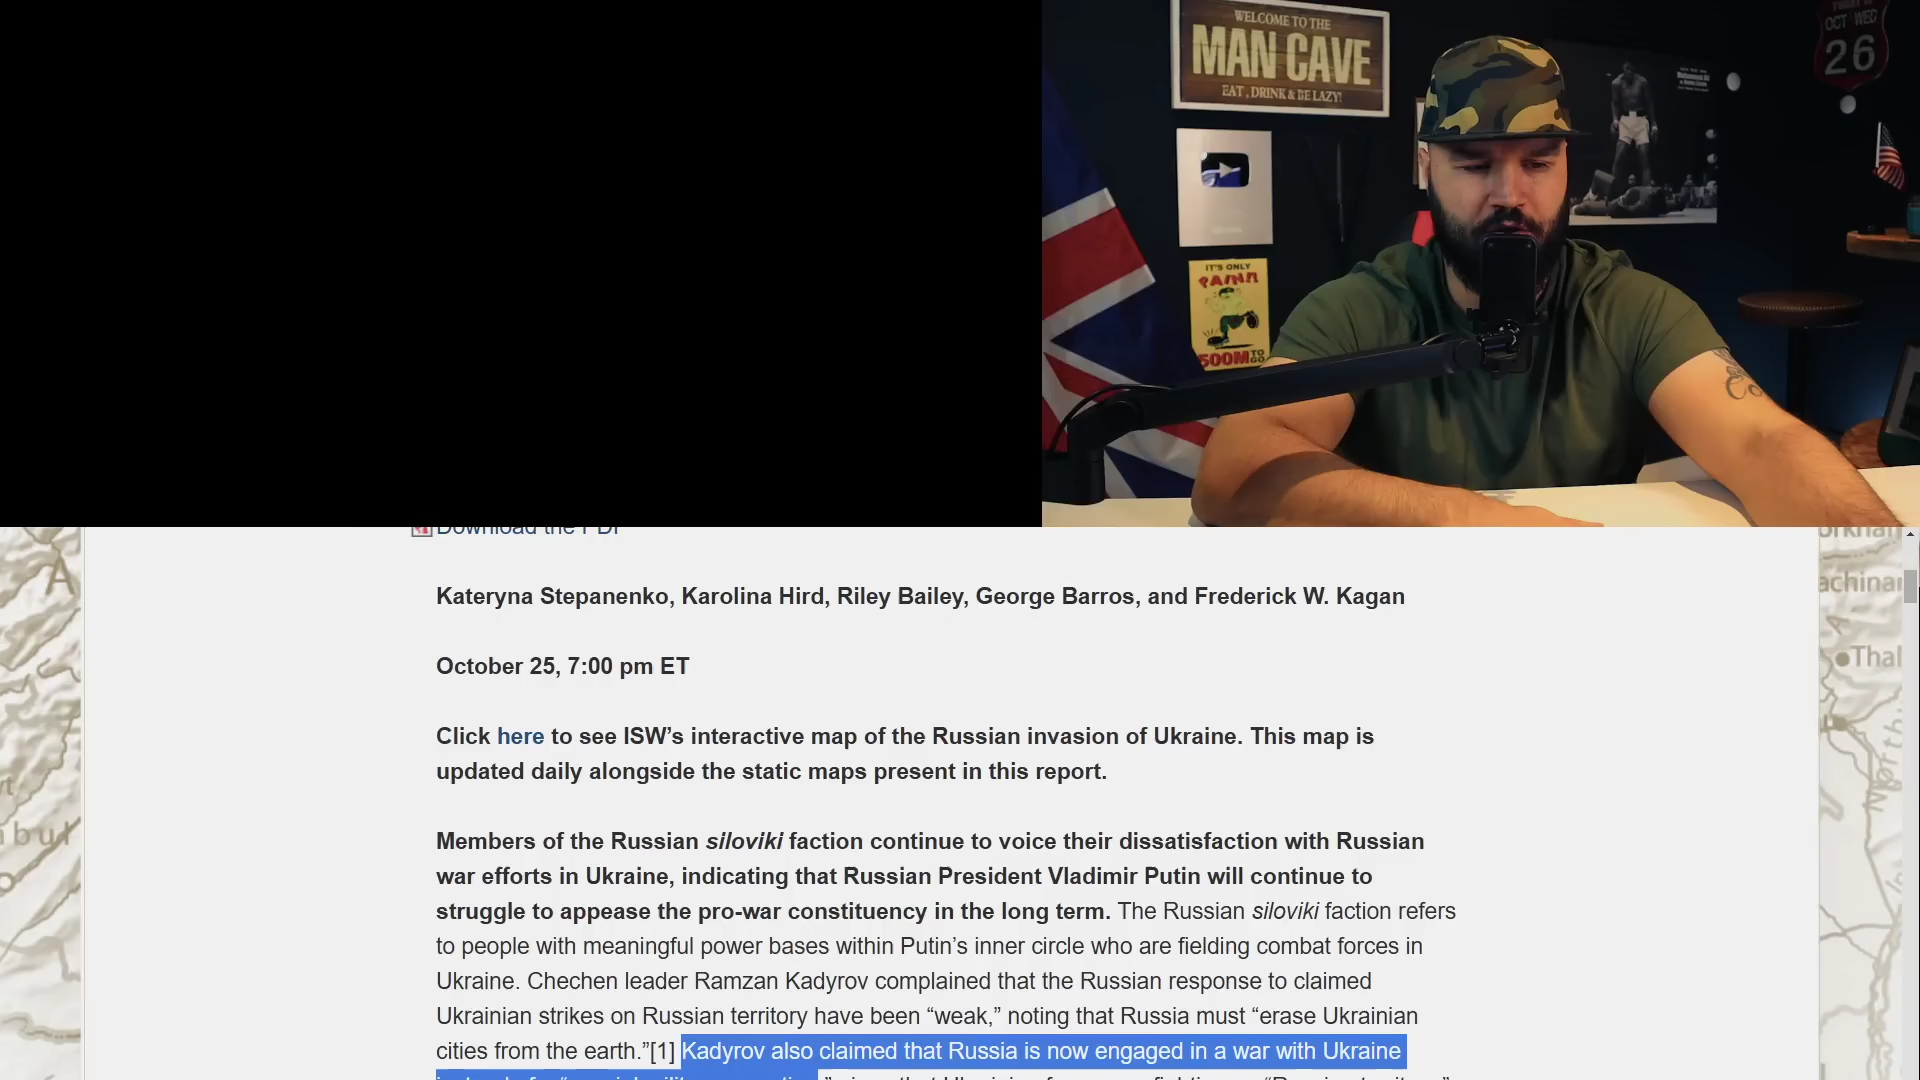 WELCOME TO THE
MAN CAVE
EAT, DRINK & BE LAZY!
OCT WED
26
IT'S ONLY
PAIN!!
500M TO GO
Download the PDF
Kateryna Stepanenko, Karolina Hird, Riley Bailey, George Barros, and Frederick W. Kagan
October 25, 7:00 pm ET
Click here to see ISW’s interactive map of the Russian invasion of Ukraine. This map is
updated daily alongside the static maps present in this report.
Members of the Russian siloviki faction continue to voice their dissatisfaction with Russian
war efforts in Ukraine, indicating that Russian President Vladimir Putin will continue to
struggle to appease the pro-war constituency in the long term. The Russian siloviki faction refers
to people with meaningful power bases within Putin’s inner circle who are fielding combat forces in
Ukraine. Chechen leader Ramzan Kadyrov complained that the Russian response to claimed
Ukrainian strikes on Russian territory have been “weak,” noting that Russia must “erase Ukrainian
cities from the earth.”[1] Kadyrov also claimed that Russia is now engaged in a war with Ukraine